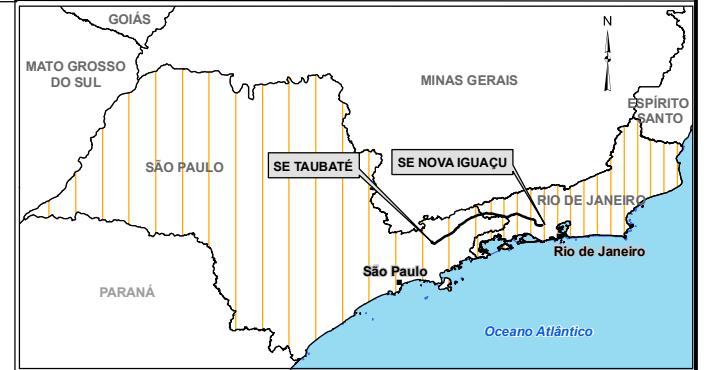 GOIÁS
N
MATO GROSSO
DO SUL
MINAS GERAIS
ESPÍRITO
SANTO
SÃO PAULO
SE TAUBATÉ
SE NOVA IGUAÇU
RIO DE JANEIRO
Rio de Janeiro
São Paulo
PARANÁ
Oceano Atlântico